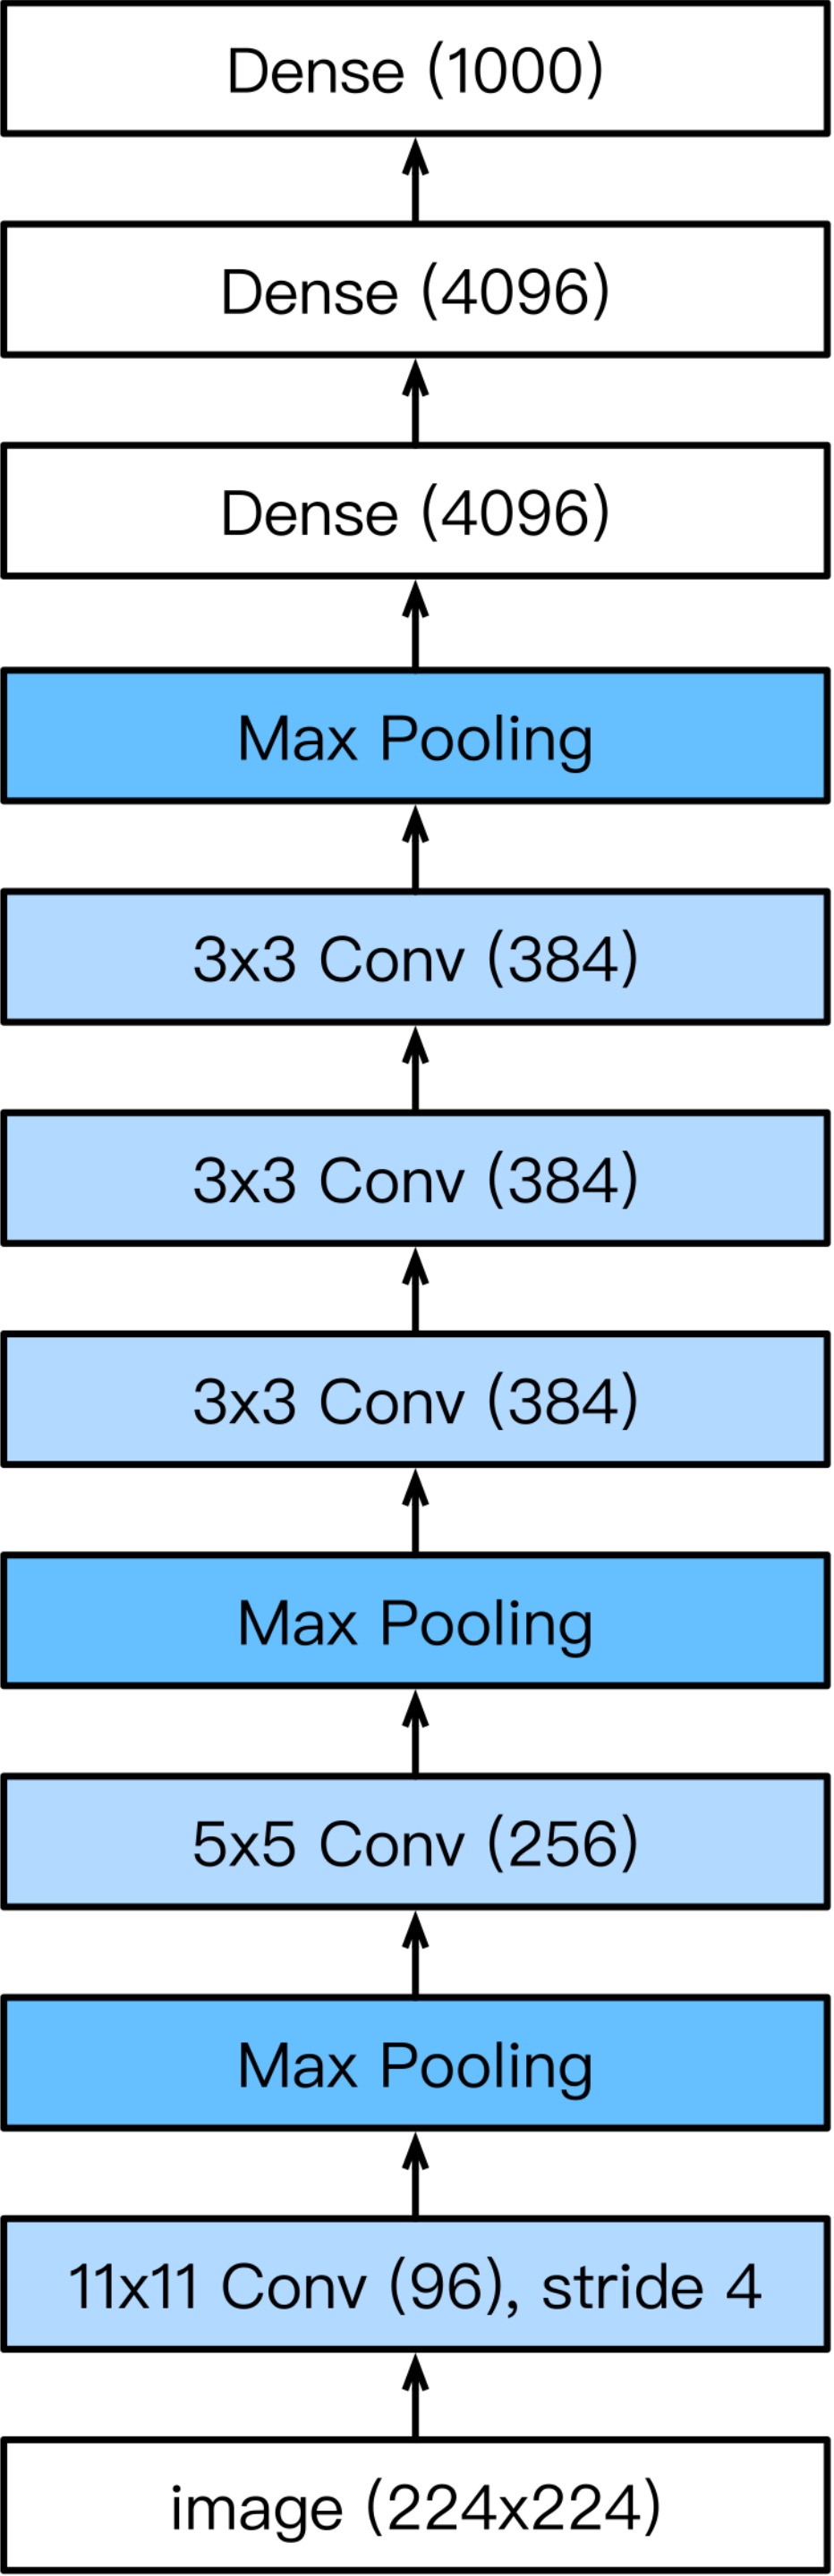 Dense (1000)
Dense (4096)
Dense (4096)
Max Pooling
3x3 Conv (384)
3x3 Conv (384)
3x3 Conv (384)
Max Pooling
5x5 Conv (256)
Max Pooling
11x11 Conv (96), stride 4
image (224x224)